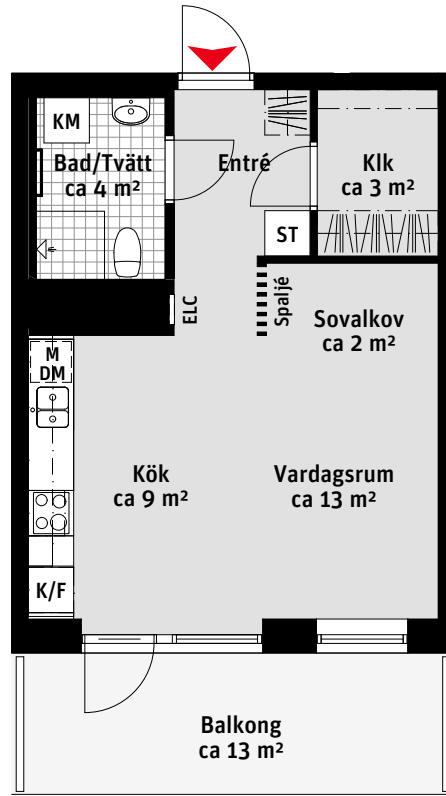 KM
Bad/Tvätt
ca 4 m²
Entré
Klk
ca 3 m²
ST
ELC
Spaljé
Sovalkov
ca 2 m²
M
DM
Kök
ca 9 m²
Vardagsrum
ca 13 m²
K/F
Balkong
ca 13 m²